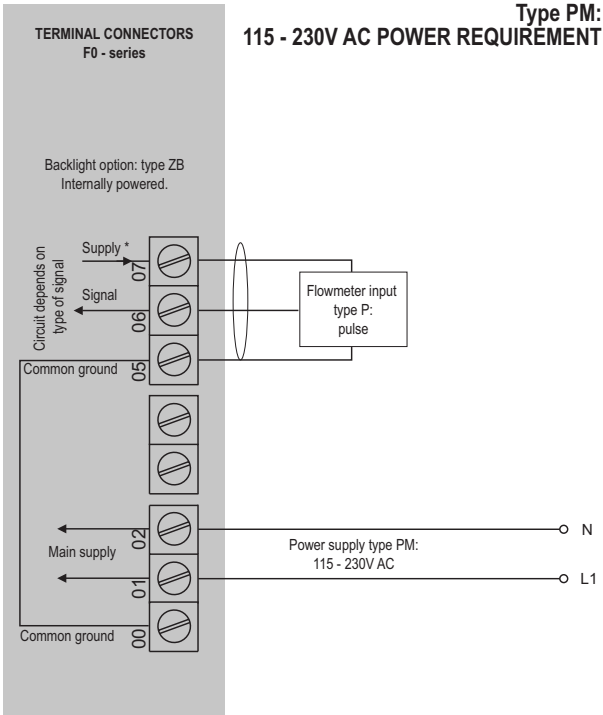 Type PM:
115 - 230V AC POWER REQUIREMENT
TERMINAL CONNECTORS
F0 - series
Backlight option: type ZB
Internally powered.
Circuit depends on
type of signal
Supply *
07
Signal
06
Common ground
05
Flowmeter input
type P:
pulse
02
N
Main supply
Power supply type PM:
115 - 230V AC
01
L1
Common ground
00